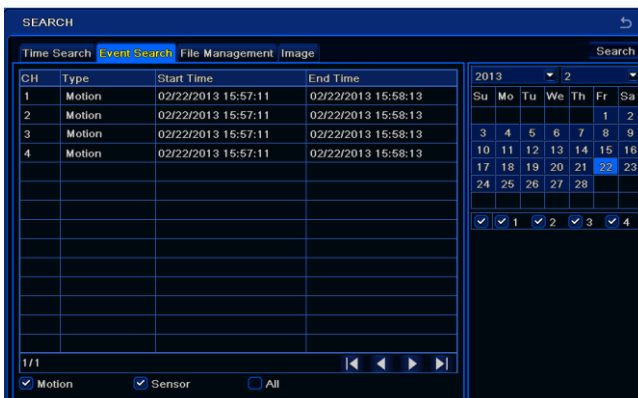 SEARCH
Time Search Event Search File Management Image
Search
CH Type Start Time End Time
1 Motion 02/22/2013 15:57:11 02/22/2013 15:58:13
2 Motion 02/22/2013 15:57:11 02/22/2013 15:58:13
3 Motion 02/22/2013 15:57:11 02/22/2013 15:58:13
4 Motion 02/22/2013 15:57:11 02/22/2013 15:58:13
1/1
Motion Sensor All
2013 2
Su Mo Tu We Th Fr Sa
1 2
3 4 5 6 7 8 9
10 11 12 13 14 15 16
17 18 19 20 21 22 23
24 25 26 27 28
1 2 3 4